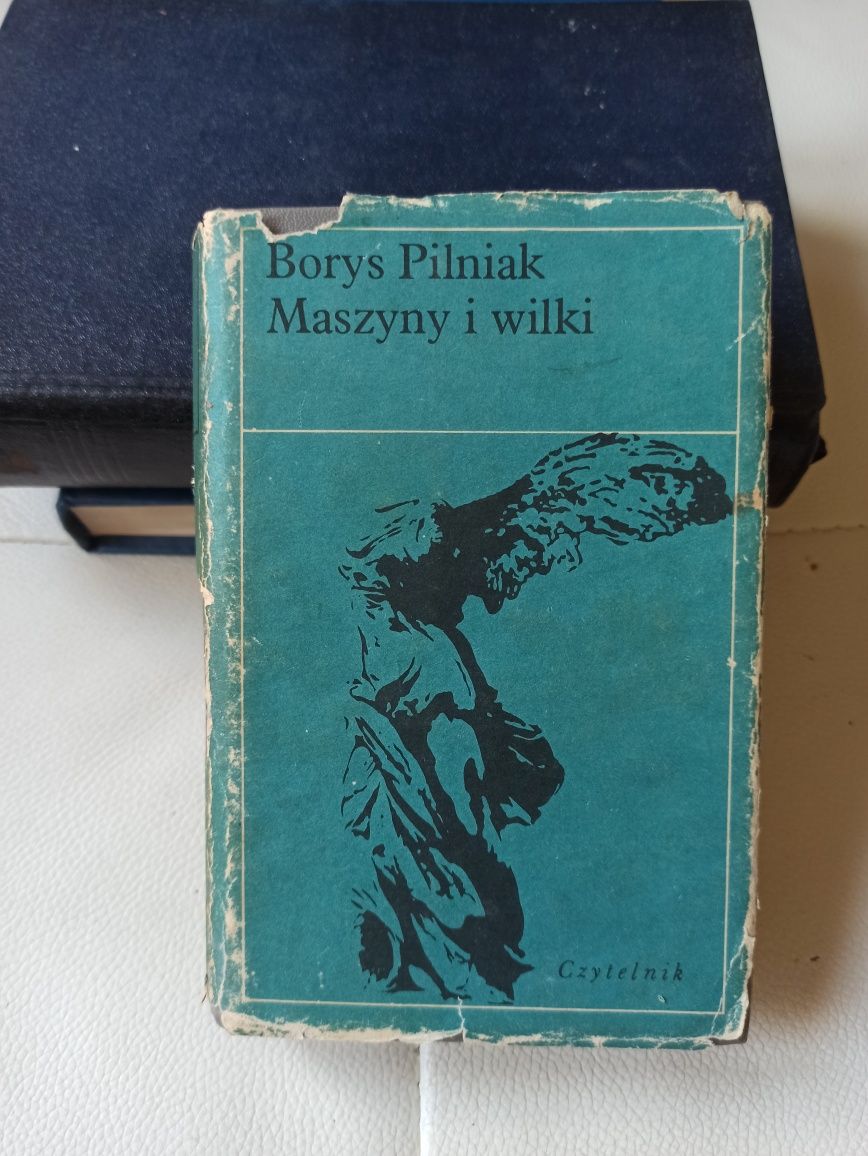 Borys Pilniak
Maszyny i wilki
Czytelnik